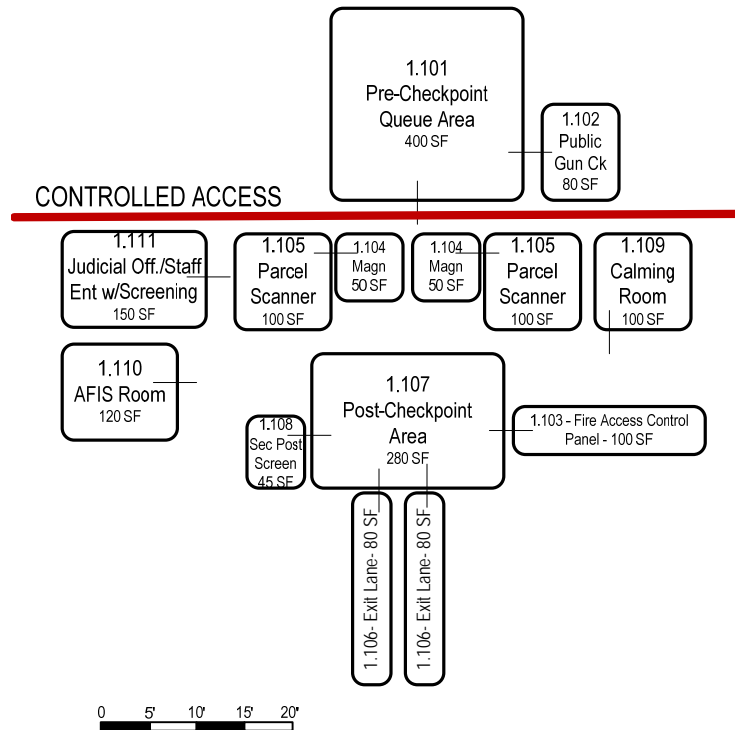 1.101
Pre-Checkpoint
Queue Area
400 SF
1.102
Public
Gun Ck
80 SF
CONTROLLED ACCESS
1.111
Judicial Off./Staff
Ent w/Screening
150 SF
1.105
Parcel
Scanner
100 SF
1.104
Magn
50 SF
1.104
Magn
50 SF
1.105
Parcel
Scanner
100 SF
1.109
Calming
Room
100 SF
1.110
AFIS Room
120 SF
1.107
Post-Checkpoint
Area
280 SF
1.108
Sec Post
Screen
45 SF
1.103 - Fire Access Control
Panel - 100 SF
1.106- Exit Lane- 80 SF
1.106- Exit Lane- 80 SF
0 5' 10' 15' 20'